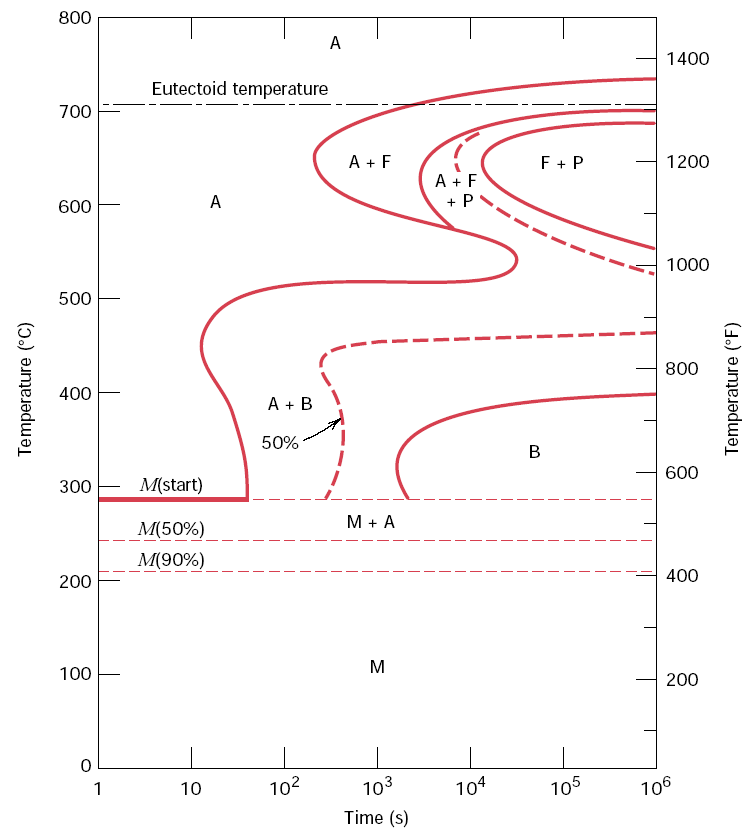 800
A
1400
Eutectoid temperature
700
A + F
A + F
+ P
F + P
1200
600
A
1000
500
Temperature (°C)
Temperature (°F)
800
400
A + B
50%
B
300
M(start)
600
M + A
M(50%)
M(90%)
200
400
100
M
200
0
1
10
10²
10³
10⁴
10⁵
10⁶
Time (s)